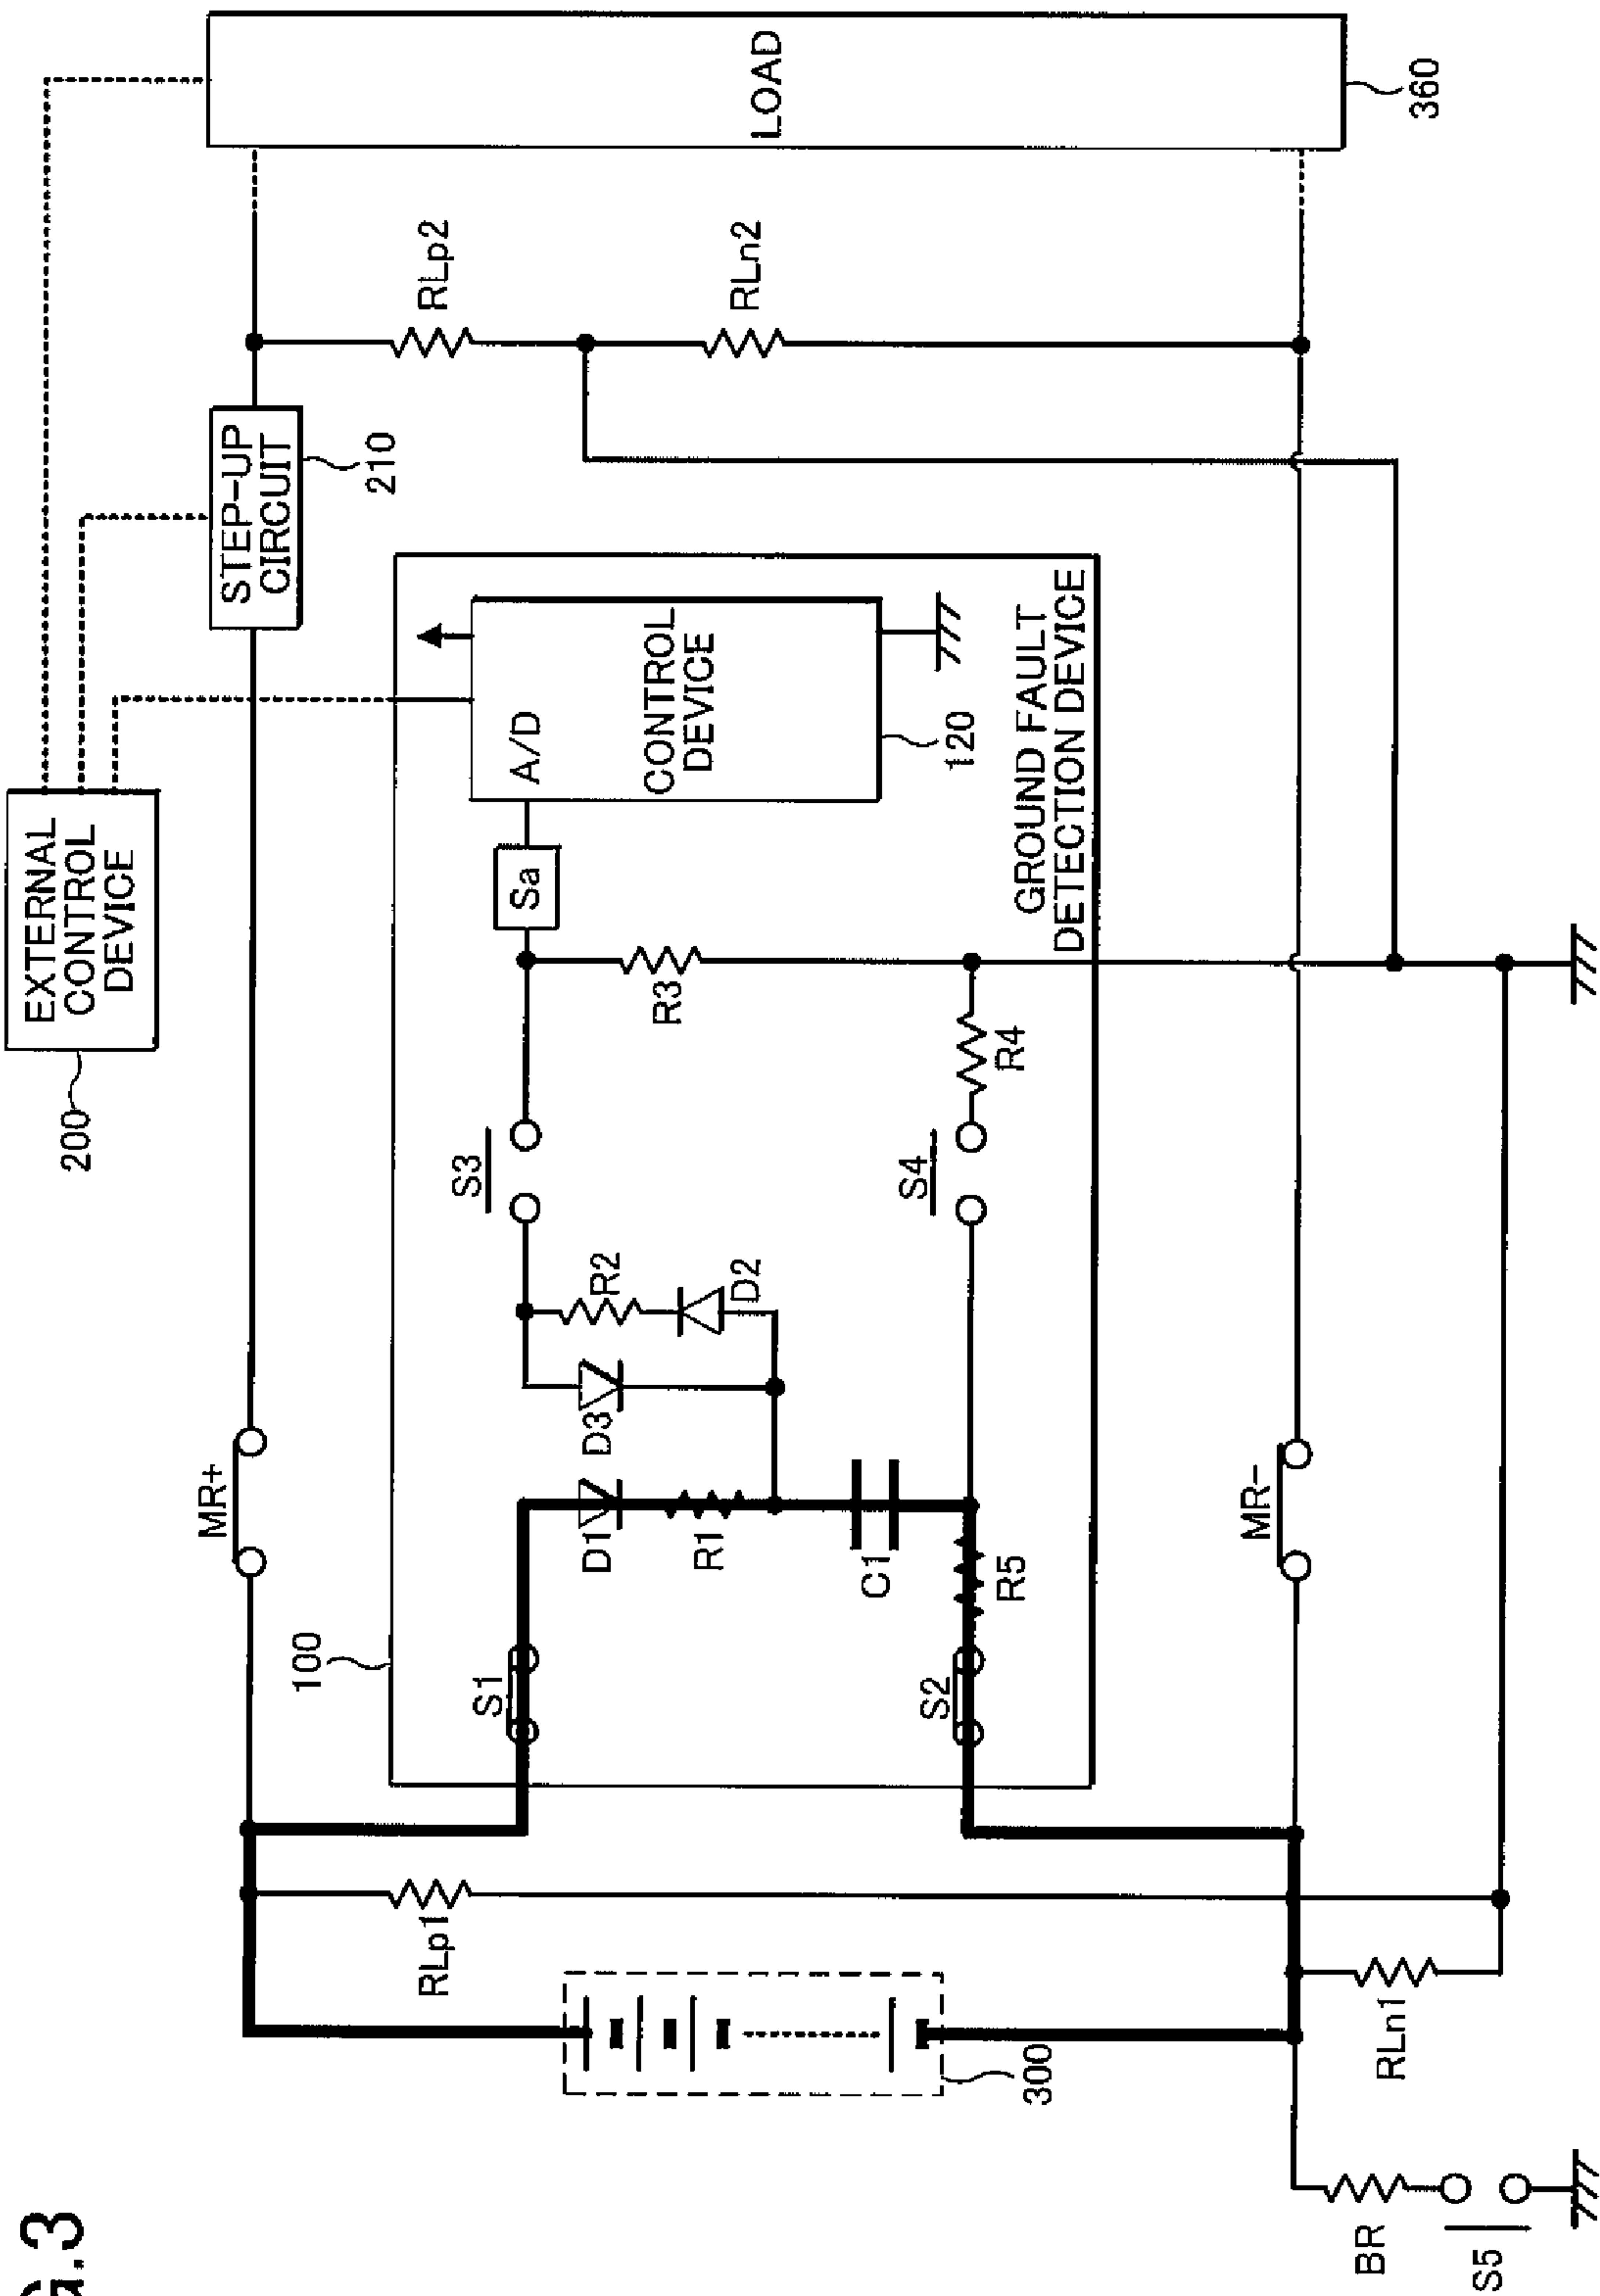 G.3
EXTERNAL
CONTROL
DEVICE
200
STEP-UP
CIRCUIT
210
LOAD
360
MR+
RLp2
RLn2
100
S1
D1
R1
D3
R2
D2
S3
Sa
A/D
CONTROL
DEVICE
120
R3
C1
S2
R5
S4
R4
GROUND FAULT
DETECTION DEVICE
RLp1
300
MR-
RLn1
BR
S5